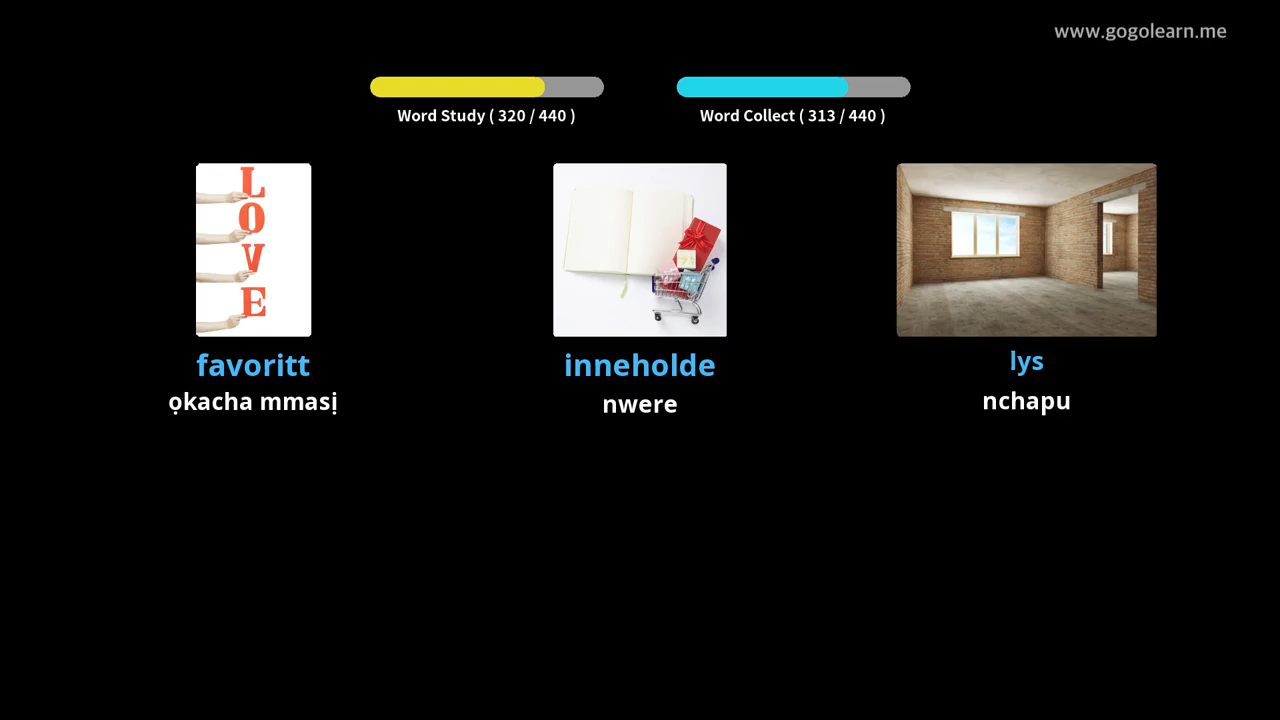 www.gogolearn.me
Word Study ( 320 / 440 )
Word Collect ( 313 / 440 )
L
O
V
E
favoritt
ọkacha mmasị
inneholde
nwere
lys
nchapu